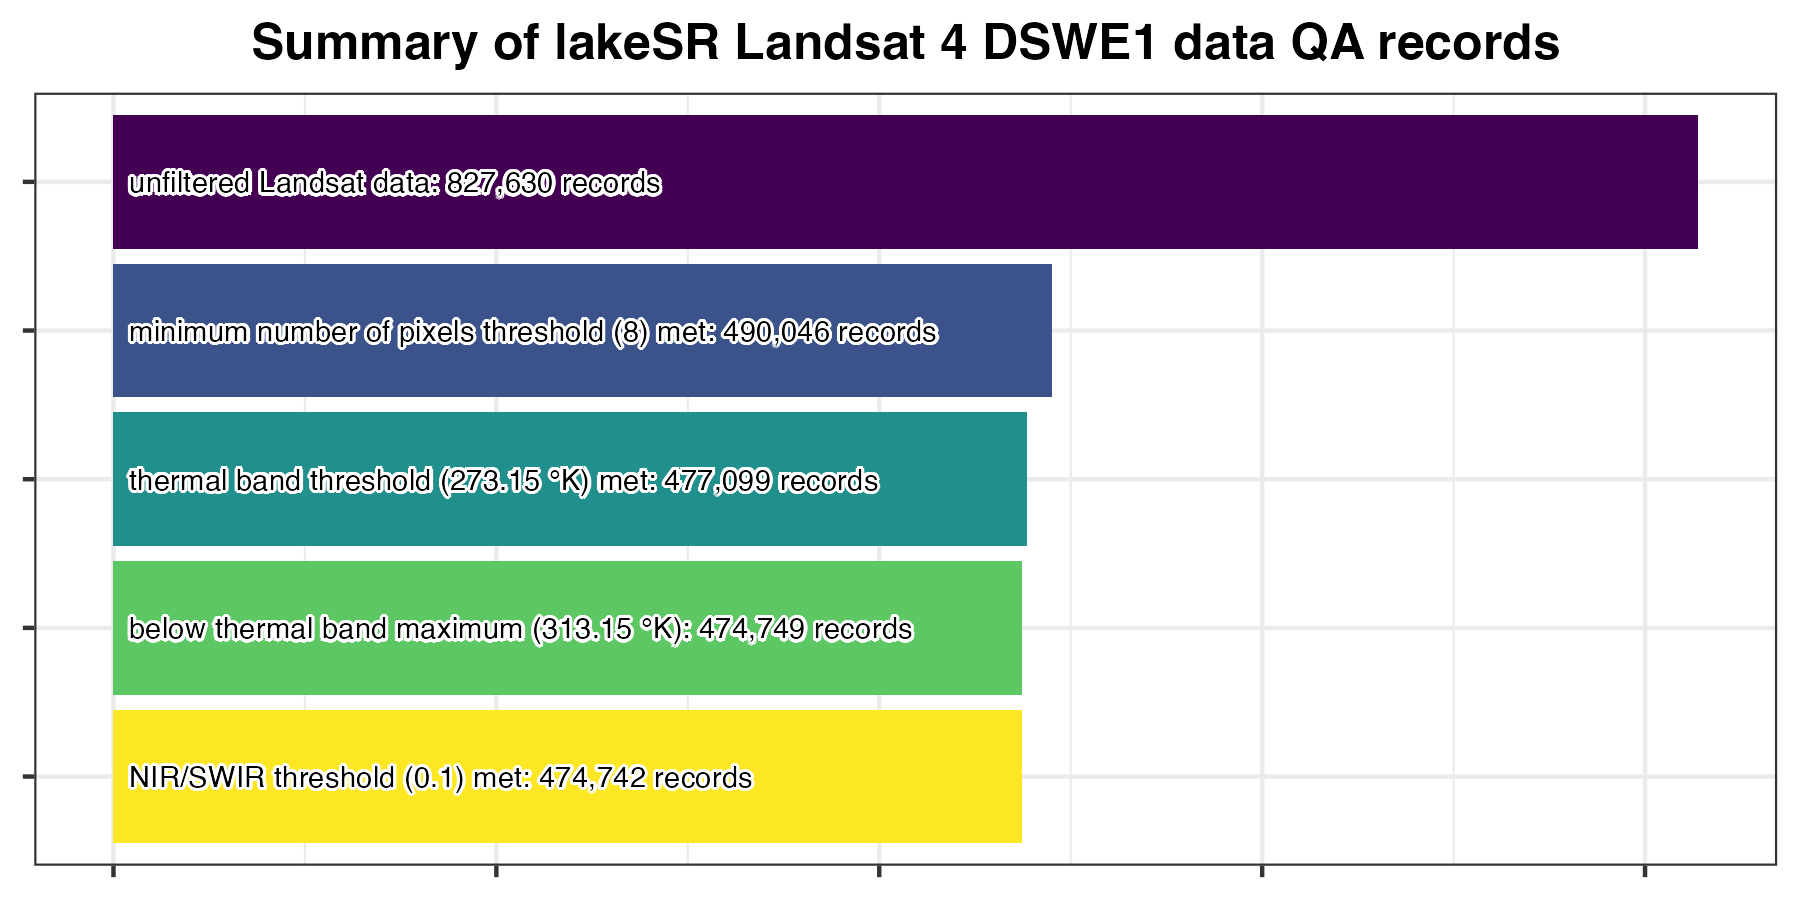 Summary of lakeSR Landsat 4 DSWE1 data QA records
unfiltered Landsat data: 827,630 records
minimum number of pixels threshold (8) met: 490,046 records
thermal band threshold (273.15 °K) met: 477,099 records
below thermal band maximum (313.15 °K): 474,749 records
NIR/SWIR threshold (0.1) met: 474,742 records